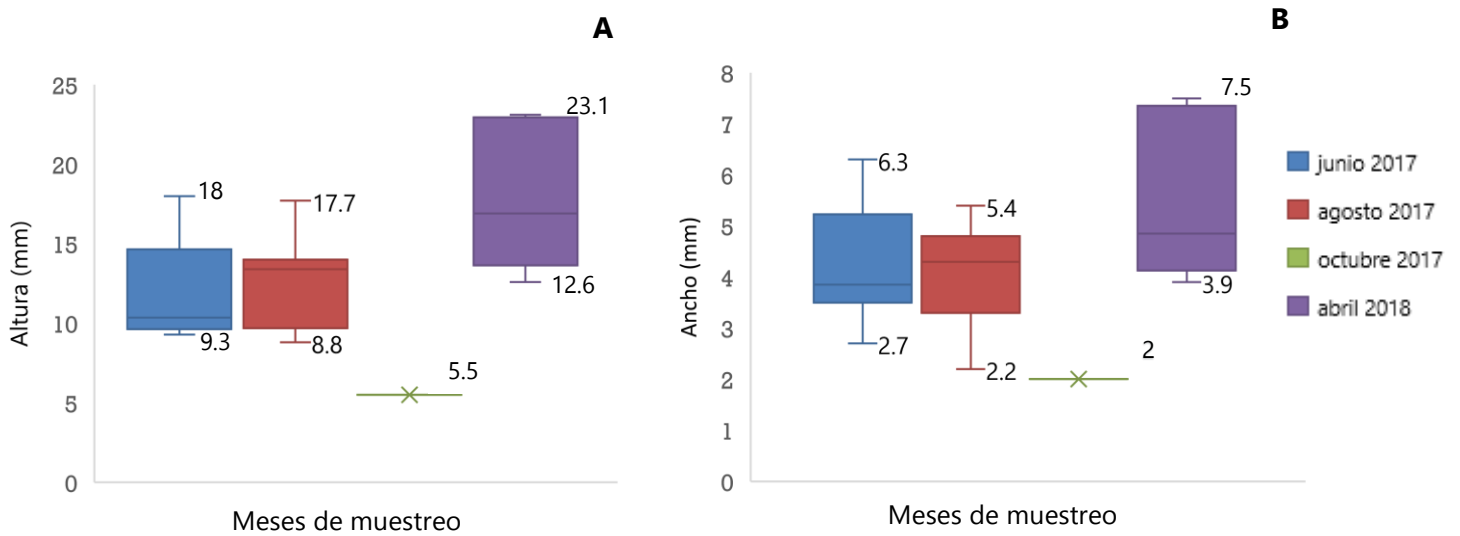 A
25
20
15
10
5
0
Altura (mm)
18
9.3
17.7
8.8
5.5
23.1
12.6
Meses de muestreo
B
8
7
6
5
4
3
2
1
0
Ancho (mm)
6.3
2.7
5.4
2.2
2
7.5
3.9
Meses de muestreo
junio 2017
agosto 2017
octubre 2017
abril 2018